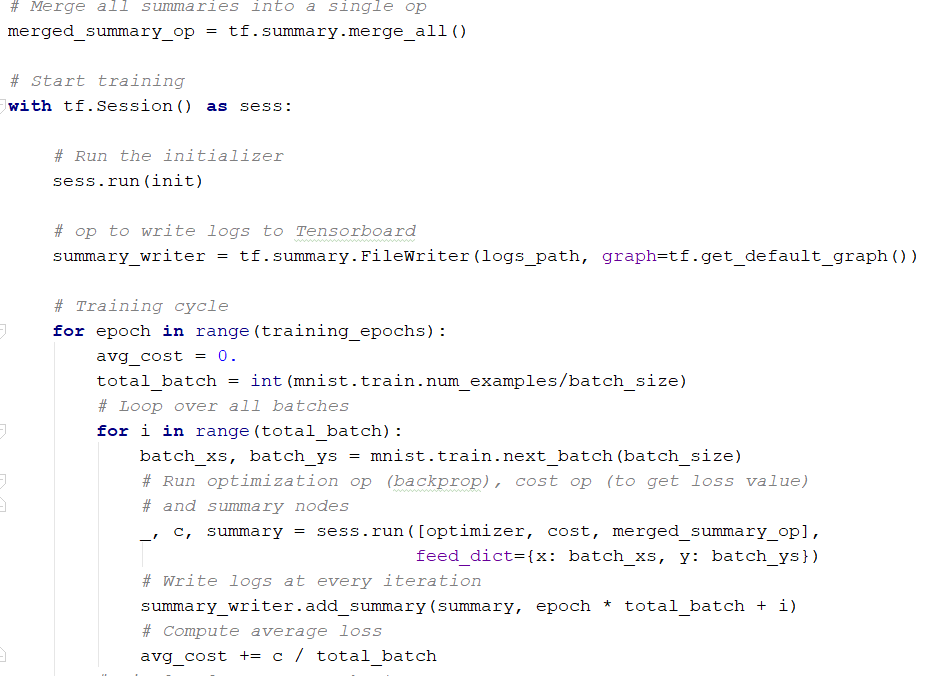 # Merge all summaries into a single op
merged_summary_op = tf.summary.merge_all()
# Start training
with tf.Session() as sess:
# Run the initializer
sess.run(init)
# op to write logs to Tensorboard
summary_writer = tf.summary.FileWriter(logs_path, graph=tf.get_default_graph())
# Training cycle
for epoch in range(training_epochs):
avg_cost = 0.
total_batch = int(mnist.train.num_examples/batch_size)
# Loop over all batches
for i in range(total_batch):
batch_xs, batch_ys = mnist.train.next_batch(batch_size)
# Run optimization op (backprop), cost op (to get loss value)
# and summary nodes
_, c, summary = sess.run([optimizer, cost, merged_summary_op],
feed_dict={x: batch_xs, y: batch_ys})
# Write logs at every iteration
summary_writer.add_summary(summary, epoch * total_batch + i)
# Compute average loss
avg_cost += c / total_batch